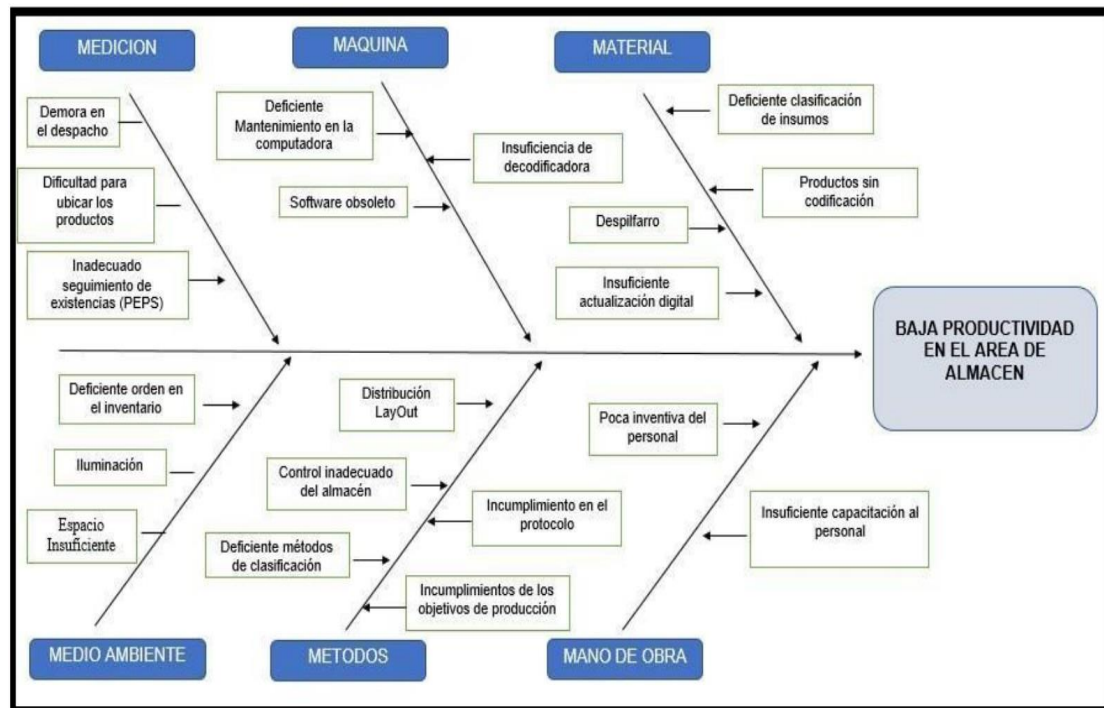 MEDICION
MAQUINA
MATERIAL
Demora en
el despacho
Dificultad para
ubicar los
productos
Inadecuado
seguimiento de
existencias (PEPS)
Deficiente
Mantenimiento en la
computadora
Insuficiencia de
decodificadora
Software obsoleto
Deficiente clasificación
de insumos
Productos sin
codificación
Despilfarro
Insuficiente
actualización digital
BAJA PRODUCTIVIDAD
EN EL AREA DE
ALMACEN
Deficiente orden en
el inventario
Iluminación
Espacio
Insuficiente
Distribución
LayOut
Control inadecuado
del almacén
Incumplimiento en el
protocolo
Deficiente métodos
de clasificación
Incumplimientos de los
objetivos de producción
Poca inventiva del
personal
Insuficiente capacitación al
personal
MEDIO AMBIENTE
METODOS
MANO DE OBRA